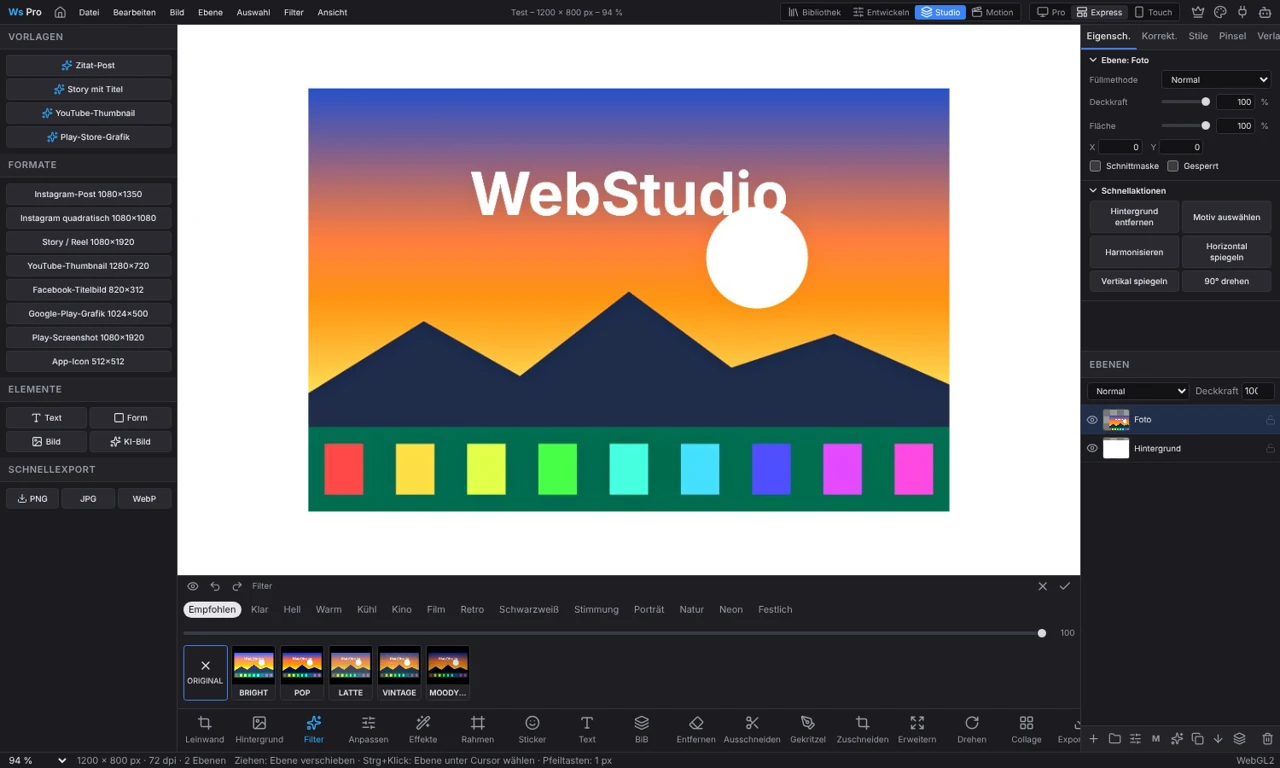 Ws Pro Datei Bearbeiten Bild Ebene Auswahl Filter Ansicht Test – 1200 × 800 px – 94 % Bibliothek Entwickeln Studio Motion Pro Express Touch
VORLAGEN
Zitat-Post
Story mit Titel
YouTube-Thumbnail
Play-Store-Grafik
FORMATE
Instagram-Post 1080×1350
Instagram quadratisch 1080×1080
Story / Reel 1080×1920
YouTube-Thumbnail 1280×720
Facebook-Titelbild 820×312
Google-Play-Grafik 1024×500
Play-Screenshot 1080×1920
App-Icon 512×512
ELEMENTE
Text Form
Bild KI-Bild
SCHNELLEXPORT
PNG JPG WebP
WebStudio
Filter
Empfohlen Klar Hell Warm Kühl Kino Film Retro Schwarzweiß Stimmung Porträt Natur Neon Festlich
100
ORIGINAL BRIGHT POP LATTE VINTAGE MOODY...
Leinwand Hintergrund Filter Anpassen Effekte Rahmen Sticker Text BiB Entfernen Ausschneiden Gekritzel Zuschneiden Erweitern Drehen Collage Expor
Eigensch. Korrekt. Stile Pinsel Verla
Ebene: Foto
Füllmethode Normal
Deckkraft 100 %
Fläche 100 %
X 0 Y 0
Schnittmaske Gesperrt
Schnellaktionen
Hintergrund entfernen Motiv auswählen
Harmonisieren Horizontal spiegeln
Vertikal spiegeln 90° drehen
EBENEN
Normal Deckkraft 100
Foto
Hintergrund
M
94 % 1200 × 800 px · 72 dpi · 2 Ebenen Ziehen: Ebene verschieben · Strg+Klick: Ebene unter Cursor wählen · Pfeiltasten: 1 px WebGL2